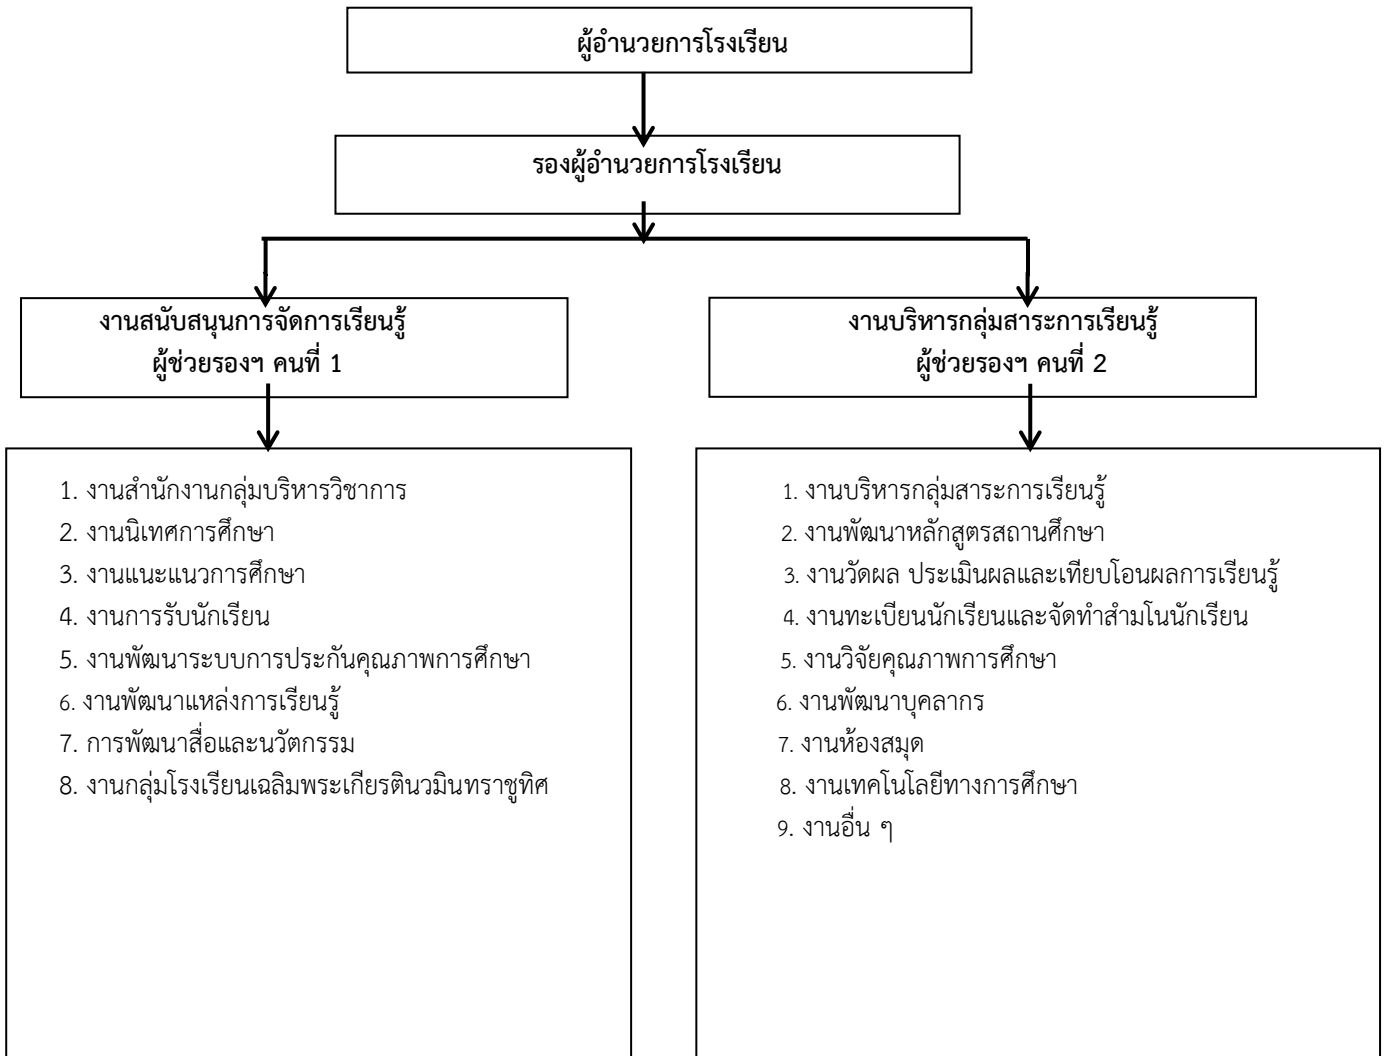 ผู้อำนวยการโรงเรียน
รองผู้อำนวยการโรงเรียน
งานสนับสนุนการจัดการเรียนรู้
ผู้ช่วยรองฯ คนที่ 1
งานบริหารกลุ่มสาระการเรียนรู้
ผู้ช่วยรองฯ คนที่ 2
1. งานสำนักงานกลุ่มบริหารวิชาการ
2. งานนิเทศการศึกษา
3. งานแนะแนวการศึกษา
4. งานการรับนักเรียน
5. งานพัฒนาระบบการประกันคุณภาพการศึกษา
6. งานพัฒนาแหล่งการเรียนรู้
7. การพัฒนาสื่อและนวัตกรรม
8. งานกลุ่มโรงเรียนเฉลิมพระเกียรตินวมินทราชูทิศ
1. งานบริหารกลุ่มสาระการเรียนรู้
2. งานพัฒนาหลักสูตรสถานศึกษา
3. งานวัดผล ประเมินผลและเทียบโอนผลการเรียนรู้
4. งานทะเบียนนักเรียนและจัดทำสำมโนนักเรียน
5. งานวิจัยคุณภาพการศึกษา
6. งานพัฒนาบุคลากร
7. งานห้องสมุด
8. งานเทคโนโลยีทางการศึกษา
9. งานอื่น ๆ